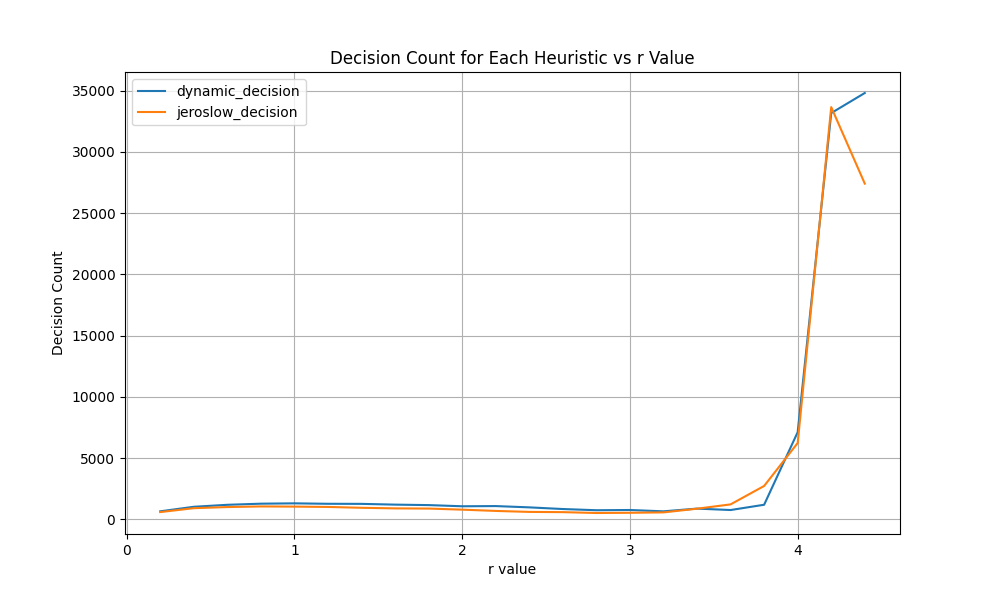 Decision Count for Each Heuristic vs r Value
dynamic_decision
jeroslow_decision
35000
30000
25000
20000
15000
10000
5000
0
Decision Count
0 1 2 3 4
r value